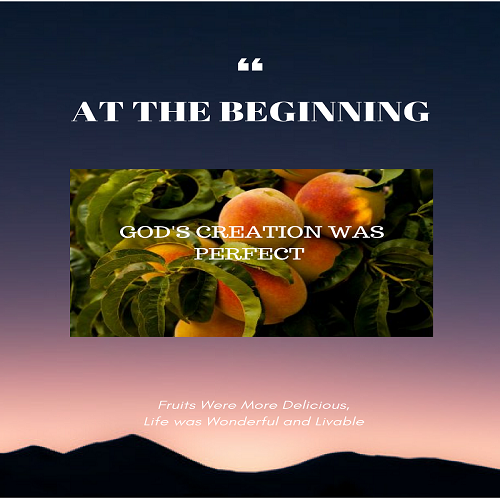 “
AT THE BEGINNING
GOD'S CREATION WAS
PERFECT
Fruits Were More Delicious,
Life was Wonderful and Livable